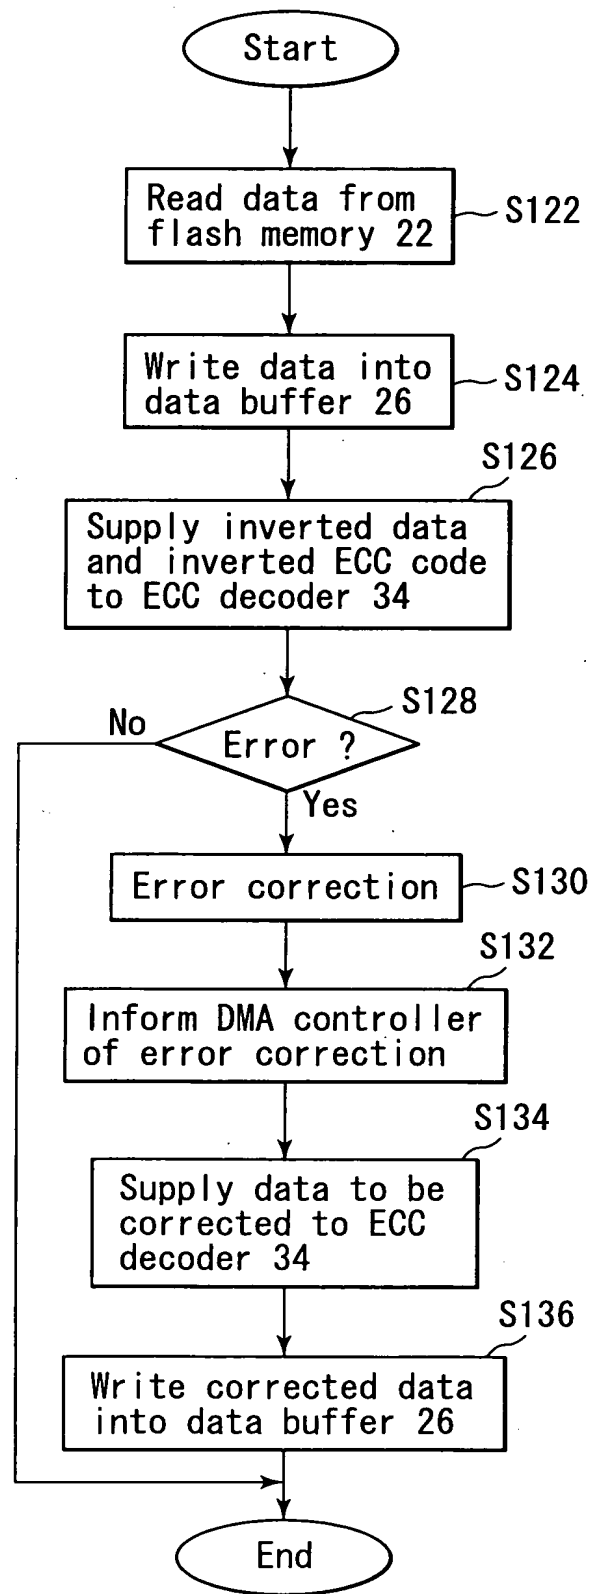 Start
Read data from
flash memory 22
S122
Write data into
data buffer 26
S124
S126
Supply inverted data
and inverted ECC code
to ECC decoder 34
S128
No
Error ?
Yes
Error correction
S130
S132
Inform DMA controller
of error correction
S134
Supply data to be
corrected to ECC
decoder 34
S136
Write corrected data
into data buffer 26
End